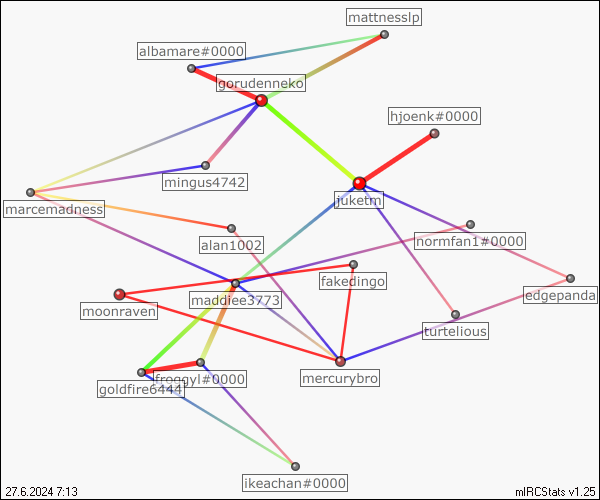 mattnesslp
albamare#0000
gorudenneko
hjoenk#0000
mingus4742
juketm
marcemadness
alan1002
normfan1#0000
fakedingo
edgepanda
maddiee3773
moonraven
turtelious
froggyl#0000
mercurybro
goldfire6444
ikeachan#0000
27.6.2024 7:13
mIRCStats v1.25